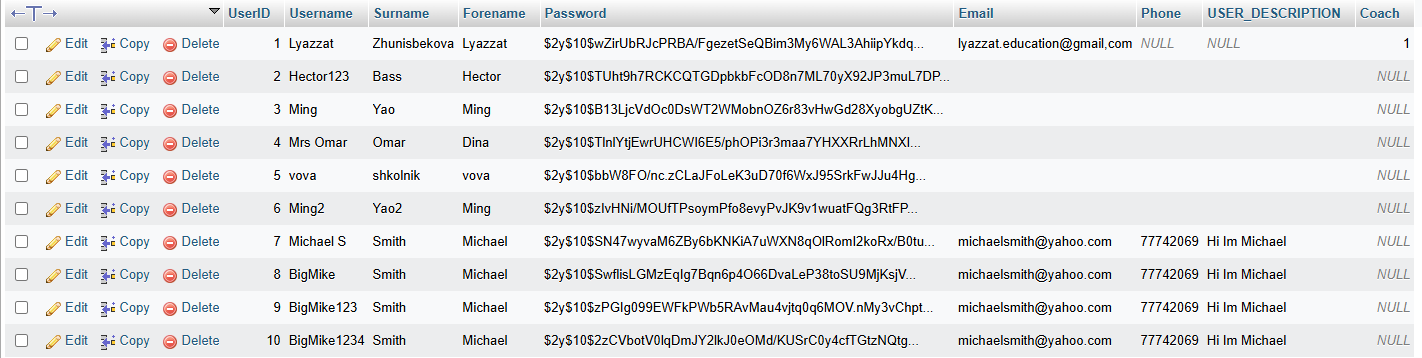 UserID Username Surname Forename Password Email Phone USER_DESCRIPTION Coach
Edit Copy Delete 1 Lyazzat Zhunisbekova Lyazzat $2y$10$wZirUbRJcPRBA/FgezetSeQBim3My6WAL3AhiipYkdq... lyazzat.education@gmail,com NULL NULL 1
Edit Copy Delete 2 Hector123 Bass Hector $2y$10$TUht9h7RCKCQTGDpbkbFcOD8n7ML70yX92JP3muL7DP... NULL
Edit Copy Delete 3 Ming Yao Ming $2y$10$B13LjcVdOc0DsWT2WMobnOZ6r83vHwGd28XyobgUZtK... NULL
Edit Copy Delete 4 Mrs Omar Omar Dina $2y$10$TlnlYtjEwrUHCWI6E5/phOPi3r3maa7YHXXRrLhMNXI... NULL
Edit Copy Delete 5 vova shkolnik vova $2y$10$bbW8FO/nc.zCLaJFoLeK3uD70f6WxJ95SrkFwJJu4Hg... NULL
Edit Copy Delete 6 Ming2 Yao2 Ming $2y$10$zIvHNi/MOUfTPsoymPfo8evyPvJK9v1wuatFQg3RtFP... NULL
Edit Copy Delete 7 Michael S Smith Michael $2y$10$SN47wyvaM6ZBy6bKNKiA7uWXN8qOlRomI2koRx/B0tu... michaelsmith@yahoo.com 77742069 Hi Im Michael NULL
Edit Copy Delete 8 BigMike Smith Michael $2y$10$SwflisLGMzEqIg7Bqn6p4O66DvaLeP38toSU9MjKsjV... michaelsmith@yahoo.com 77742069 Hi Im Michael NULL
Edit Copy Delete 9 BigMike123 Smith Michael $2y$10$zPGIg099EWFkPWb5RAvMau4vjtq0q6MOV.nMy3vChpt... michaelsmith@yahoo.com 77742069 Hi Im Michael NULL
Edit Copy Delete 10 BigMike1234 Smith Michael $2y$10$2zCVbotV0IqDmJY2lkJ0eOMd/KUSrC0y4cfTGtzNQtg... michaelsmith@yahoo.com 77742069 Hi Im Michael NULL